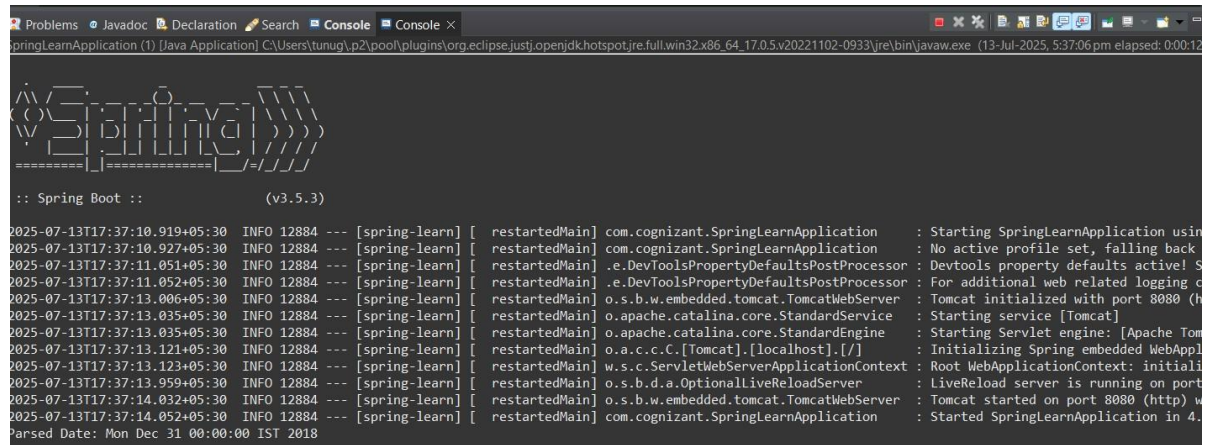 Problems Javadoc Declaration Search Console Console
SpringLearnApplication (1) [Java Application] C:\Users\tunug\.p2\pool\plugins\org.eclipse.justj.openjdk.hotspot.jre.full.win32.x86_64_17.0.5.v20221102-0933\jre\bin\javaw.exe (13-Jul-2025, 5:37:06 pm elapsed: 0:00:12
Spring
:: Spring Boot :: (v3.5.3)
2025-07-13T17:37:10.919+05:30 INFO 12884 --- [spring-learn] [ restartedMain] com.cognizant.SpringLearnApplication : Starting SpringLearnApplication usin
2025-07-13T17:37:10.927+05:30 INFO 12884 --- [spring-learn] [ restartedMain] com.cognizant.SpringLearnApplication : No active profile set, falling back
2025-07-13T17:37:11.051+05:30 INFO 12884 --- [spring-learn] [ restartedMain] .e.DevToolsPropertyDefaultsPostProcessor : Devtools property defaults active! S
2025-07-13T17:37:11.052+05:30 INFO 12884 --- [spring-learn] [ restartedMain] .e.DevToolsPropertyDefaultsPostProcessor : For additional web related logging c
2025-07-13T17:37:13.006+05:30 INFO 12884 --- [spring-learn] [ restartedMain] o.s.b.w.embedded.tomcat.TomcatWebServer : Tomcat initialized with port 8080 (h
2025-07-13T17:37:13.035+05:30 INFO 12884 --- [spring-learn] [ restartedMain] o.apache.catalina.core.StandardService : Starting service [Tomcat]
2025-07-13T17:37:13.035+05:30 INFO 12884 --- [spring-learn] [ restartedMain] o.apache.catalina.core.StandardEngine : Starting Servlet engine: [Apache Tom
2025-07-13T17:37:13.121+05:30 INFO 12884 --- [spring-learn] [ restartedMain] o.a.c.c.C.[Tomcat].[localhost].[/] : Initializing Spring embedded WebAppl
2025-07-13T17:37:13.123+05:30 INFO 12884 --- [spring-learn] [ restartedMain] w.s.c.ServletWebServerApplicationContext : Root WebApplicationContext: initiali
2025-07-13T17:37:13.959+05:30 INFO 12884 --- [spring-learn] [ restartedMain] o.s.b.d.a.OptionalLiveReloadServer : LiveReload server is running on port
2025-07-13T17:37:14.032+05:30 INFO 12884 --- [spring-learn] [ restartedMain] o.s.b.w.embedded.tomcat.TomcatWebServer : Tomcat started on port 8080 (http) w
2025-07-13T17:37:14.052+05:30 INFO 12884 --- [spring-learn] [ restartedMain] com.cognizant.SpringLearnApplication : Started SpringLearnApplication in 4.
Parsed Date: Mon Dec 31 00:00:00 IST 2018